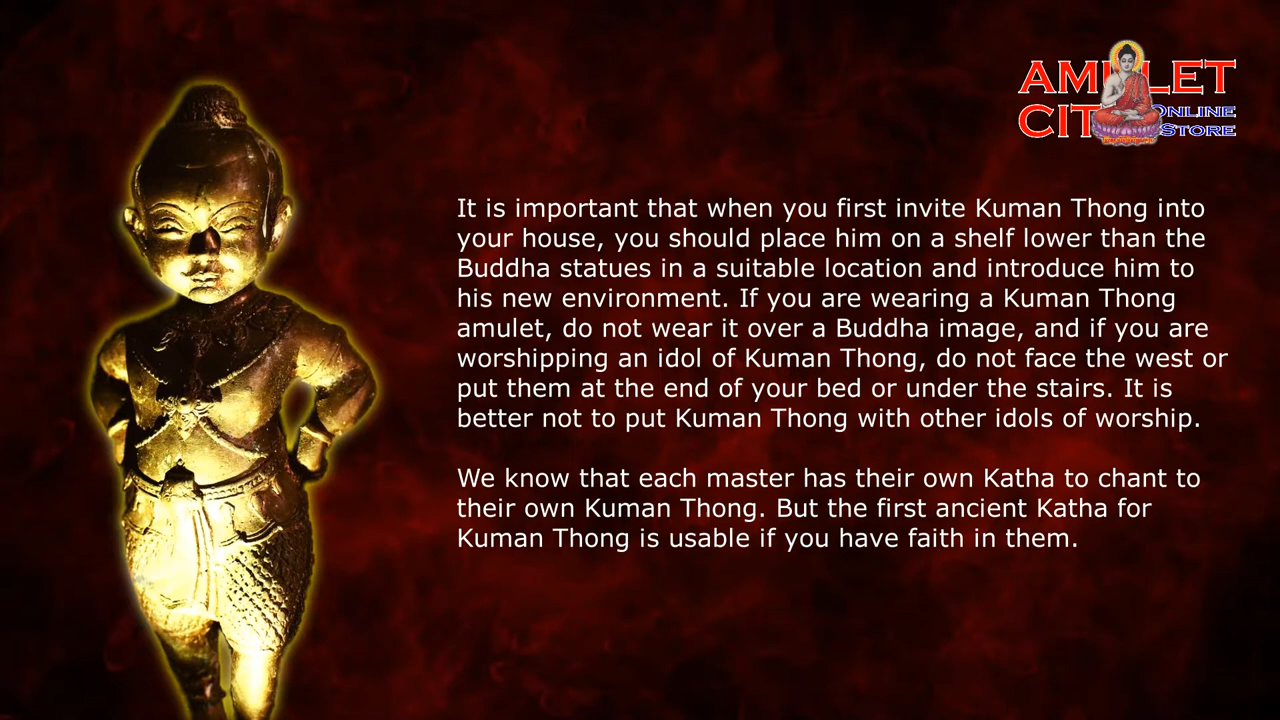 AMULET
CITY ONLINE
STORE
It is important that when you first invite Kuman Thong into
your house, you should place him on a shelf lower than the
Buddha statues in a suitable location and introduce him to
his new environment. If you are wearing a Kuman Thong
amulet, do not wear it over a Buddha image, and if you are
worshipping an idol of Kuman Thong, do not face the west or
put them at the end of your bed or under the stairs. It is
better not to put Kuman Thong with other idols of worship.
We know that each master has their own Katha to chant to
their own Kuman Thong. But the first ancient Katha for
Kuman Thong is usable if you have faith in them.